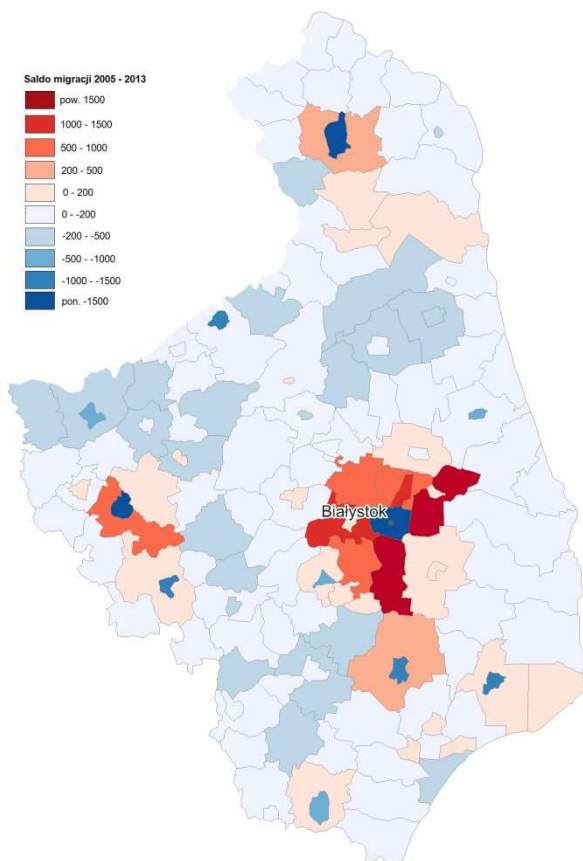 Saldo migracji 2005 - 2013
pow. 1500
1000 - 1500
500 - 1000
200 - 500
0 - 200
0 - -200
-200 - -500
-500 - -1000
-1000 - -1500
pon. -1500
Białystok